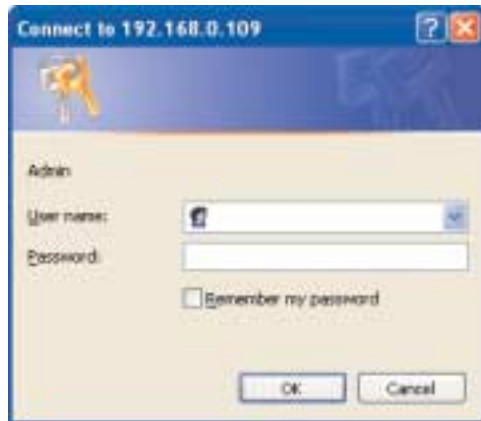 Connect to 192.168.0.109
Admin
User name:
Password:
Remember my password
OK
Cancel